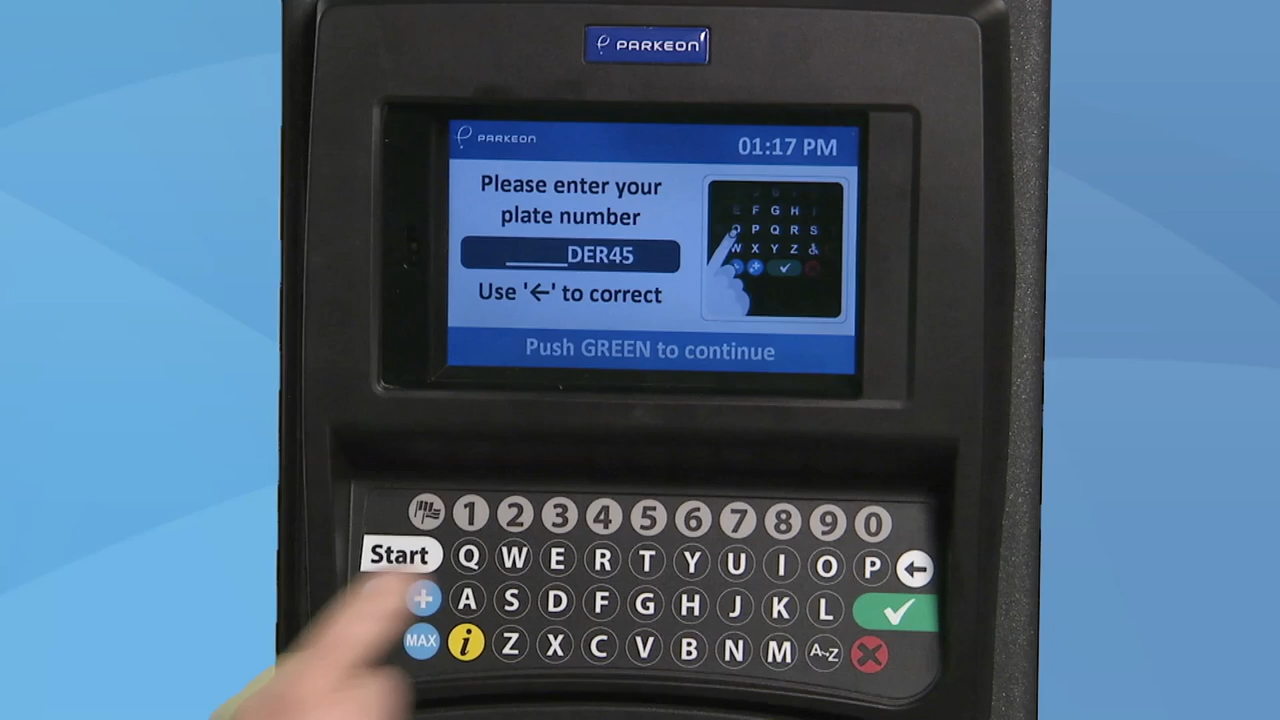 PARKEON
PARKEON 01:17 PM
Please enter your
plate number
_____DER45
Use '←' to correct
F G H
Q P Q R S
W X Y Z
Push GREEN to continue
1 2 3 4 5 6 7 8 9 0
Start Q W E R T Y U I O P ←
+ A S D F G H J K L ✓
MAX i Z X C V B N M A~Z